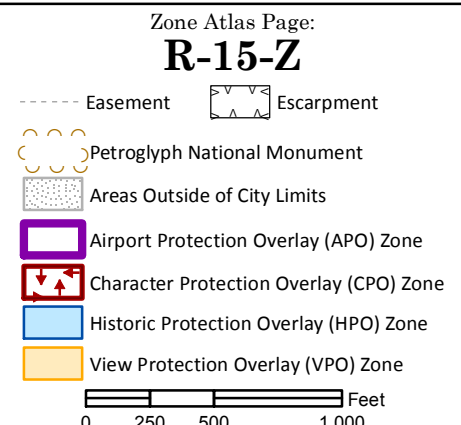 Zone Atlas Page:
R-15-Z
Easement Escarpment
Petroglyph National Monument
Areas Outside of City Limits
Airport Protection Overlay (APO) Zone
Character Protection Overlay (CPO) Zone
Historic Protection Overlay (HPO) Zone
View Protection Overlay (VPO) Zone
Feet
0 250 500 1,000